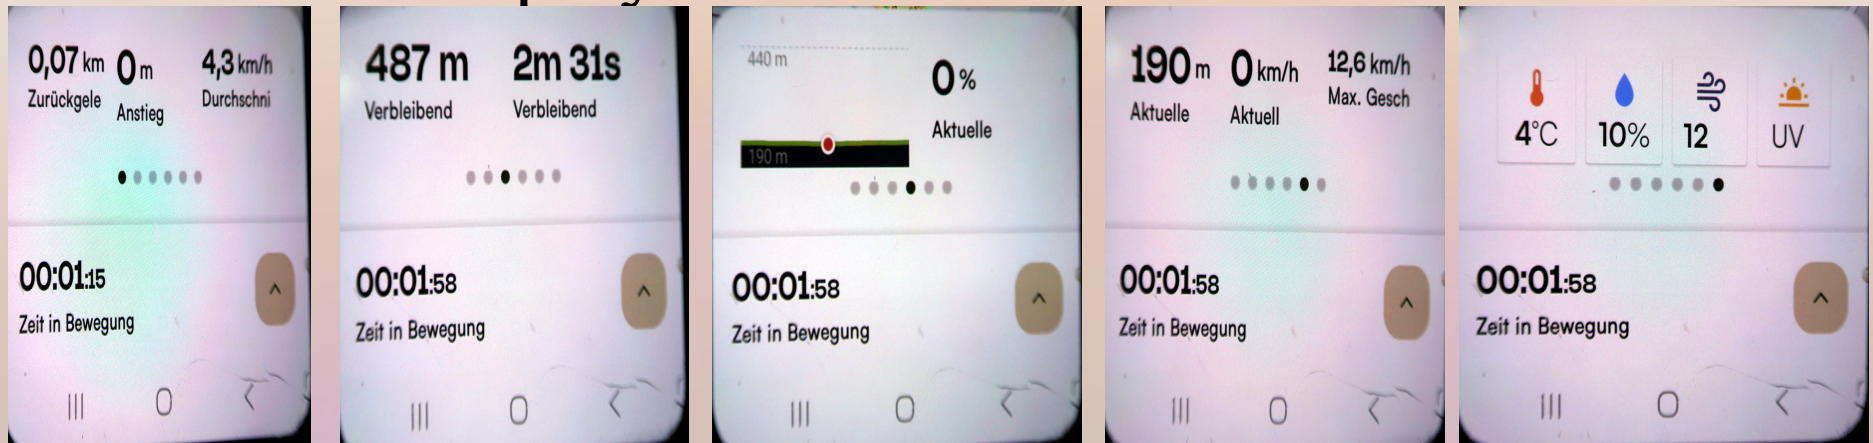 0,07 km 0 m 4,3 km/h
Zurückgele Anstieg Durchschni
00:01:15
Zeit in Bewegung
487 m 2m 31s
Verbleibend Verbleibend
00:01:58
Zeit in Bewegung
440 m
0 %
Aktuelle
190 m
00:01:58
Zeit in Bewegung
190 m 0 km/h 12,6 km/h
Aktuelle Aktuell Max. Gesch
00:01:58
Zeit in Bewegung
4°C 10% 12 UV
00:01:58
Zeit in Bewegung